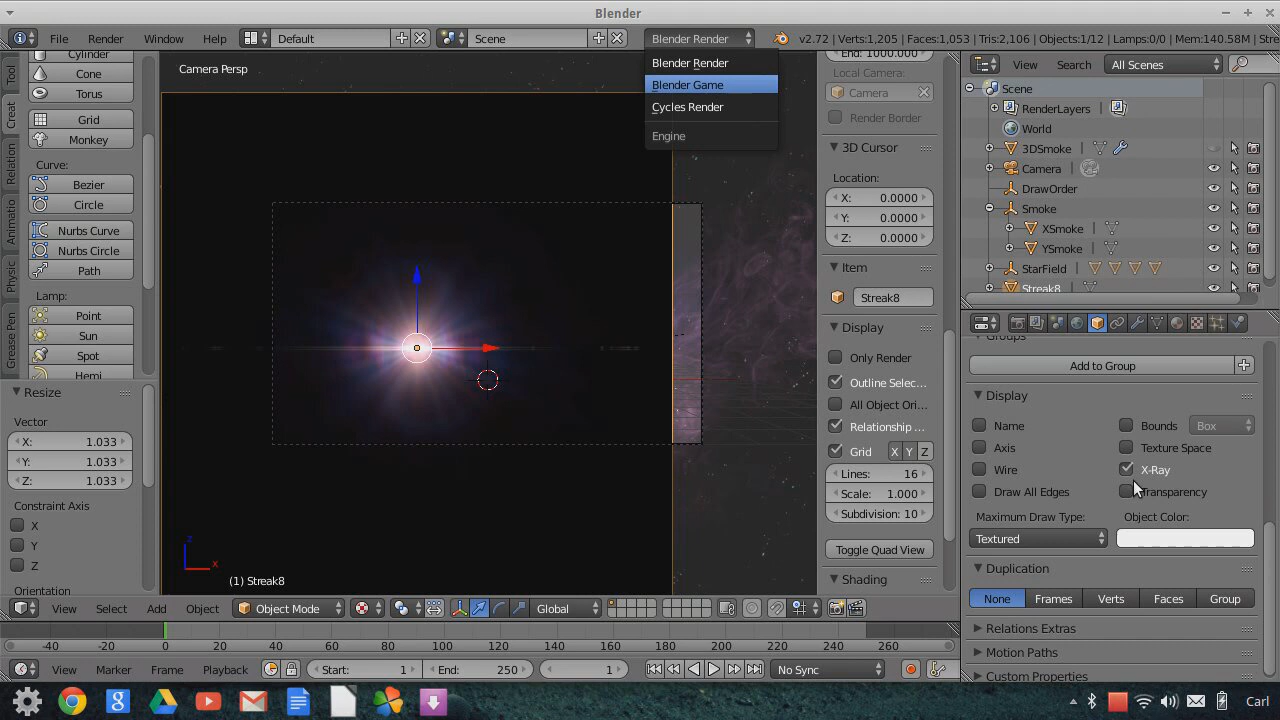 Blender
File
Render
Window
Help
Default
Scene
Blender Render
v2.72 | Verts:1,285 | Faces:1,053 | Tris:2,106 | Objects:1/12 | Lamps:0/0 | Mem:140.58M | Stre
Blender Render
Blender Game
Cycles Render
Engine
Tool
Creat
Relation
Animatio
Physic
Grease Pen
Cylinder
Cone
Torus
Grid
Monkey
Curve:
Bezier
Circle
Nurbs Curve
Nurbs Circle
Path
Lamp:
Point
Sun
Spot
Hemi
Resize
Vector
X: 1.033
Y: 1.033
Z: 1.033
Constraint Axis
X
Y
Z
Orientation
Camera Persp
z
x
(1) Streak8
End: 1000.000
Local Camera:
Camera
Render Border
3D Cursor
Location:
X: 0.0000
Y: 0.0000
Z: 0.0000
Item
Streak8
Display
Only Render
Outline Selec...
All Object Ori...
Relationship ...
Grid
X
Y
Z
Lines: 16
Scale: 1.000
Subdivision: 10
Toggle Quad View
Shading
View
Search
All Scenes
Scene
RenderLayers
World
3DSmoke
Camera
DrawOrder
Smoke
XSmoke
YSmoke
StarField
Streak8
Groups
Add to Group
Display
Name
Bounds
Box
Axis
Texture Space
Wire
X-Ray
Draw All Edges
Transparency
Maximum Draw Type:
Object Color:
Textured
Duplication
None
Frames
Verts
Faces
Group
Relations Extras
Motion Paths
Custom Properties
View
Select
Add
Object
Object Mode
Global
-40 -20 0 20 40 60 80 100 120 140 160 180 200 220 240 260
View
Marker
Frame
Playback
Start: 1
End: 250
1
No Sync
Carl